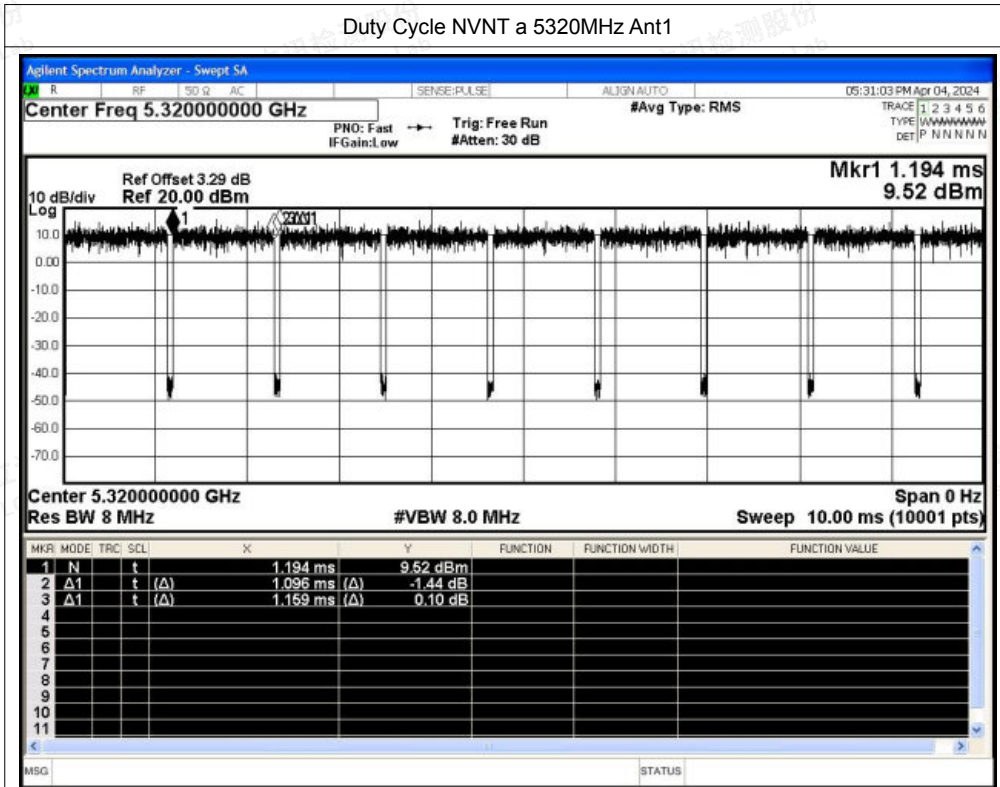 Duty Cycle NVNT a 5320MHz Ant1
Agilent Spectrum Analyzer - Swept SA
R RF 50 Ω AC SENSE:PULSE ALIGN AUTO 05:31:03 PM Apr 04, 2024
Center Freq 5.320000000 GHz #Avg Type: RMS TRACE 1 2 3 4 5 6
PNO: Fast Trig: Free Run TYPE
IFGain:Low #Atten: 30 dB DET P N N N N N
Mkr1 1.194 ms
Ref Offset 3.29 dB
10 dB/div Ref 20.00 dBm 9.52 dBm
Log
1
10.0
0.00
-10.0
-20.0
-30.0
-40.0
-50.0
-60.0
-70.0
Center 5.320000000 GHz Span 0 Hz
Res BW 8 MHz #VBW 8.0 MHz Sweep 10.00 ms (10001 pts)
MKR MODE TRC SCL X Y FUNCTION FUNCTION WIDTH FUNCTION VALUE
1 N t 1.194 ms 9.52 dBm
2 Δ1 t (Δ) 1.096 ms (Δ) -1.44 dB
3 Δ1 t (Δ) 1.159 ms (Δ) 0.10 dB
4
5
6
7
8
9
10
11
MSG STATUS